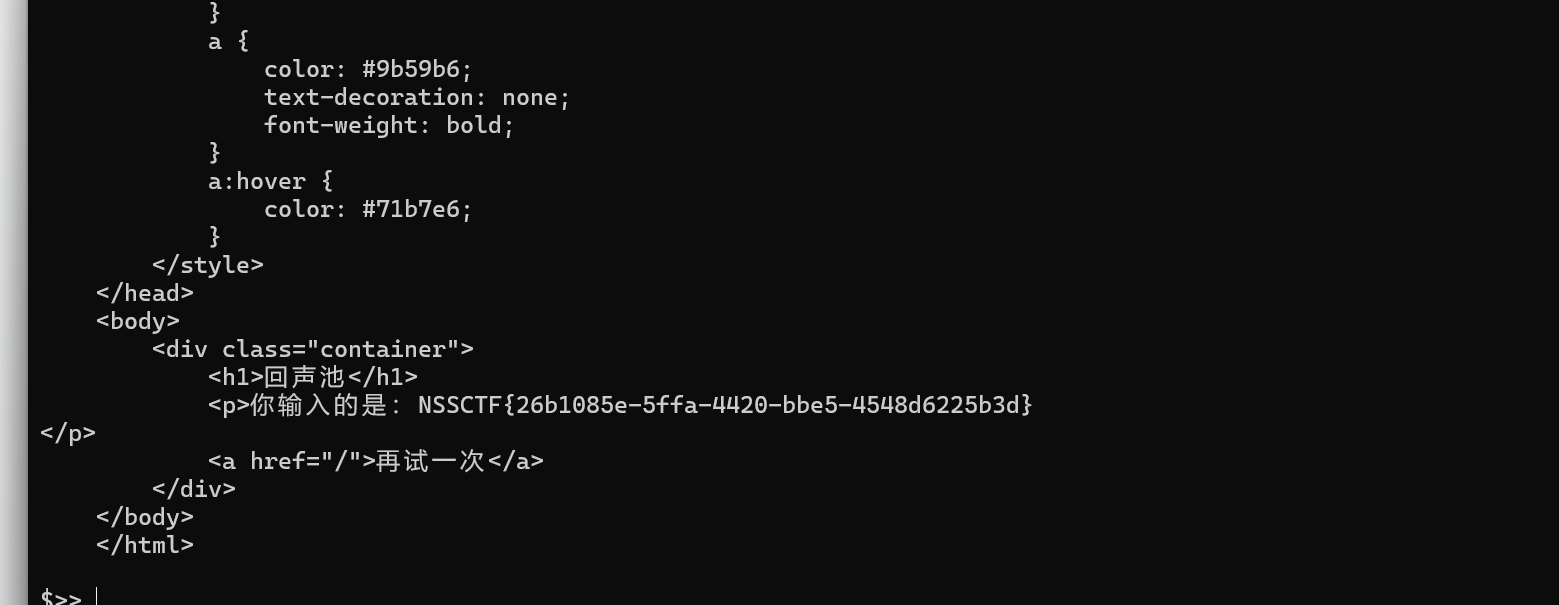 }
            a {
                color: #9b59b6;
                text-decoration: none;
                font-weight: bold;
            }
            a:hover {
                color: #71b7e6;
            }
        </style>
    </head>
    <body>
        <div class="container">
            <h1>回声池</h1>
            <p>你输入的是: NSSCTF{26b1085e-5ffa-4420-bbe5-4548d6225b3d}
</p>
            <a href="/">再试一次</a>
        </div>
    </body>
    </html>

$>>